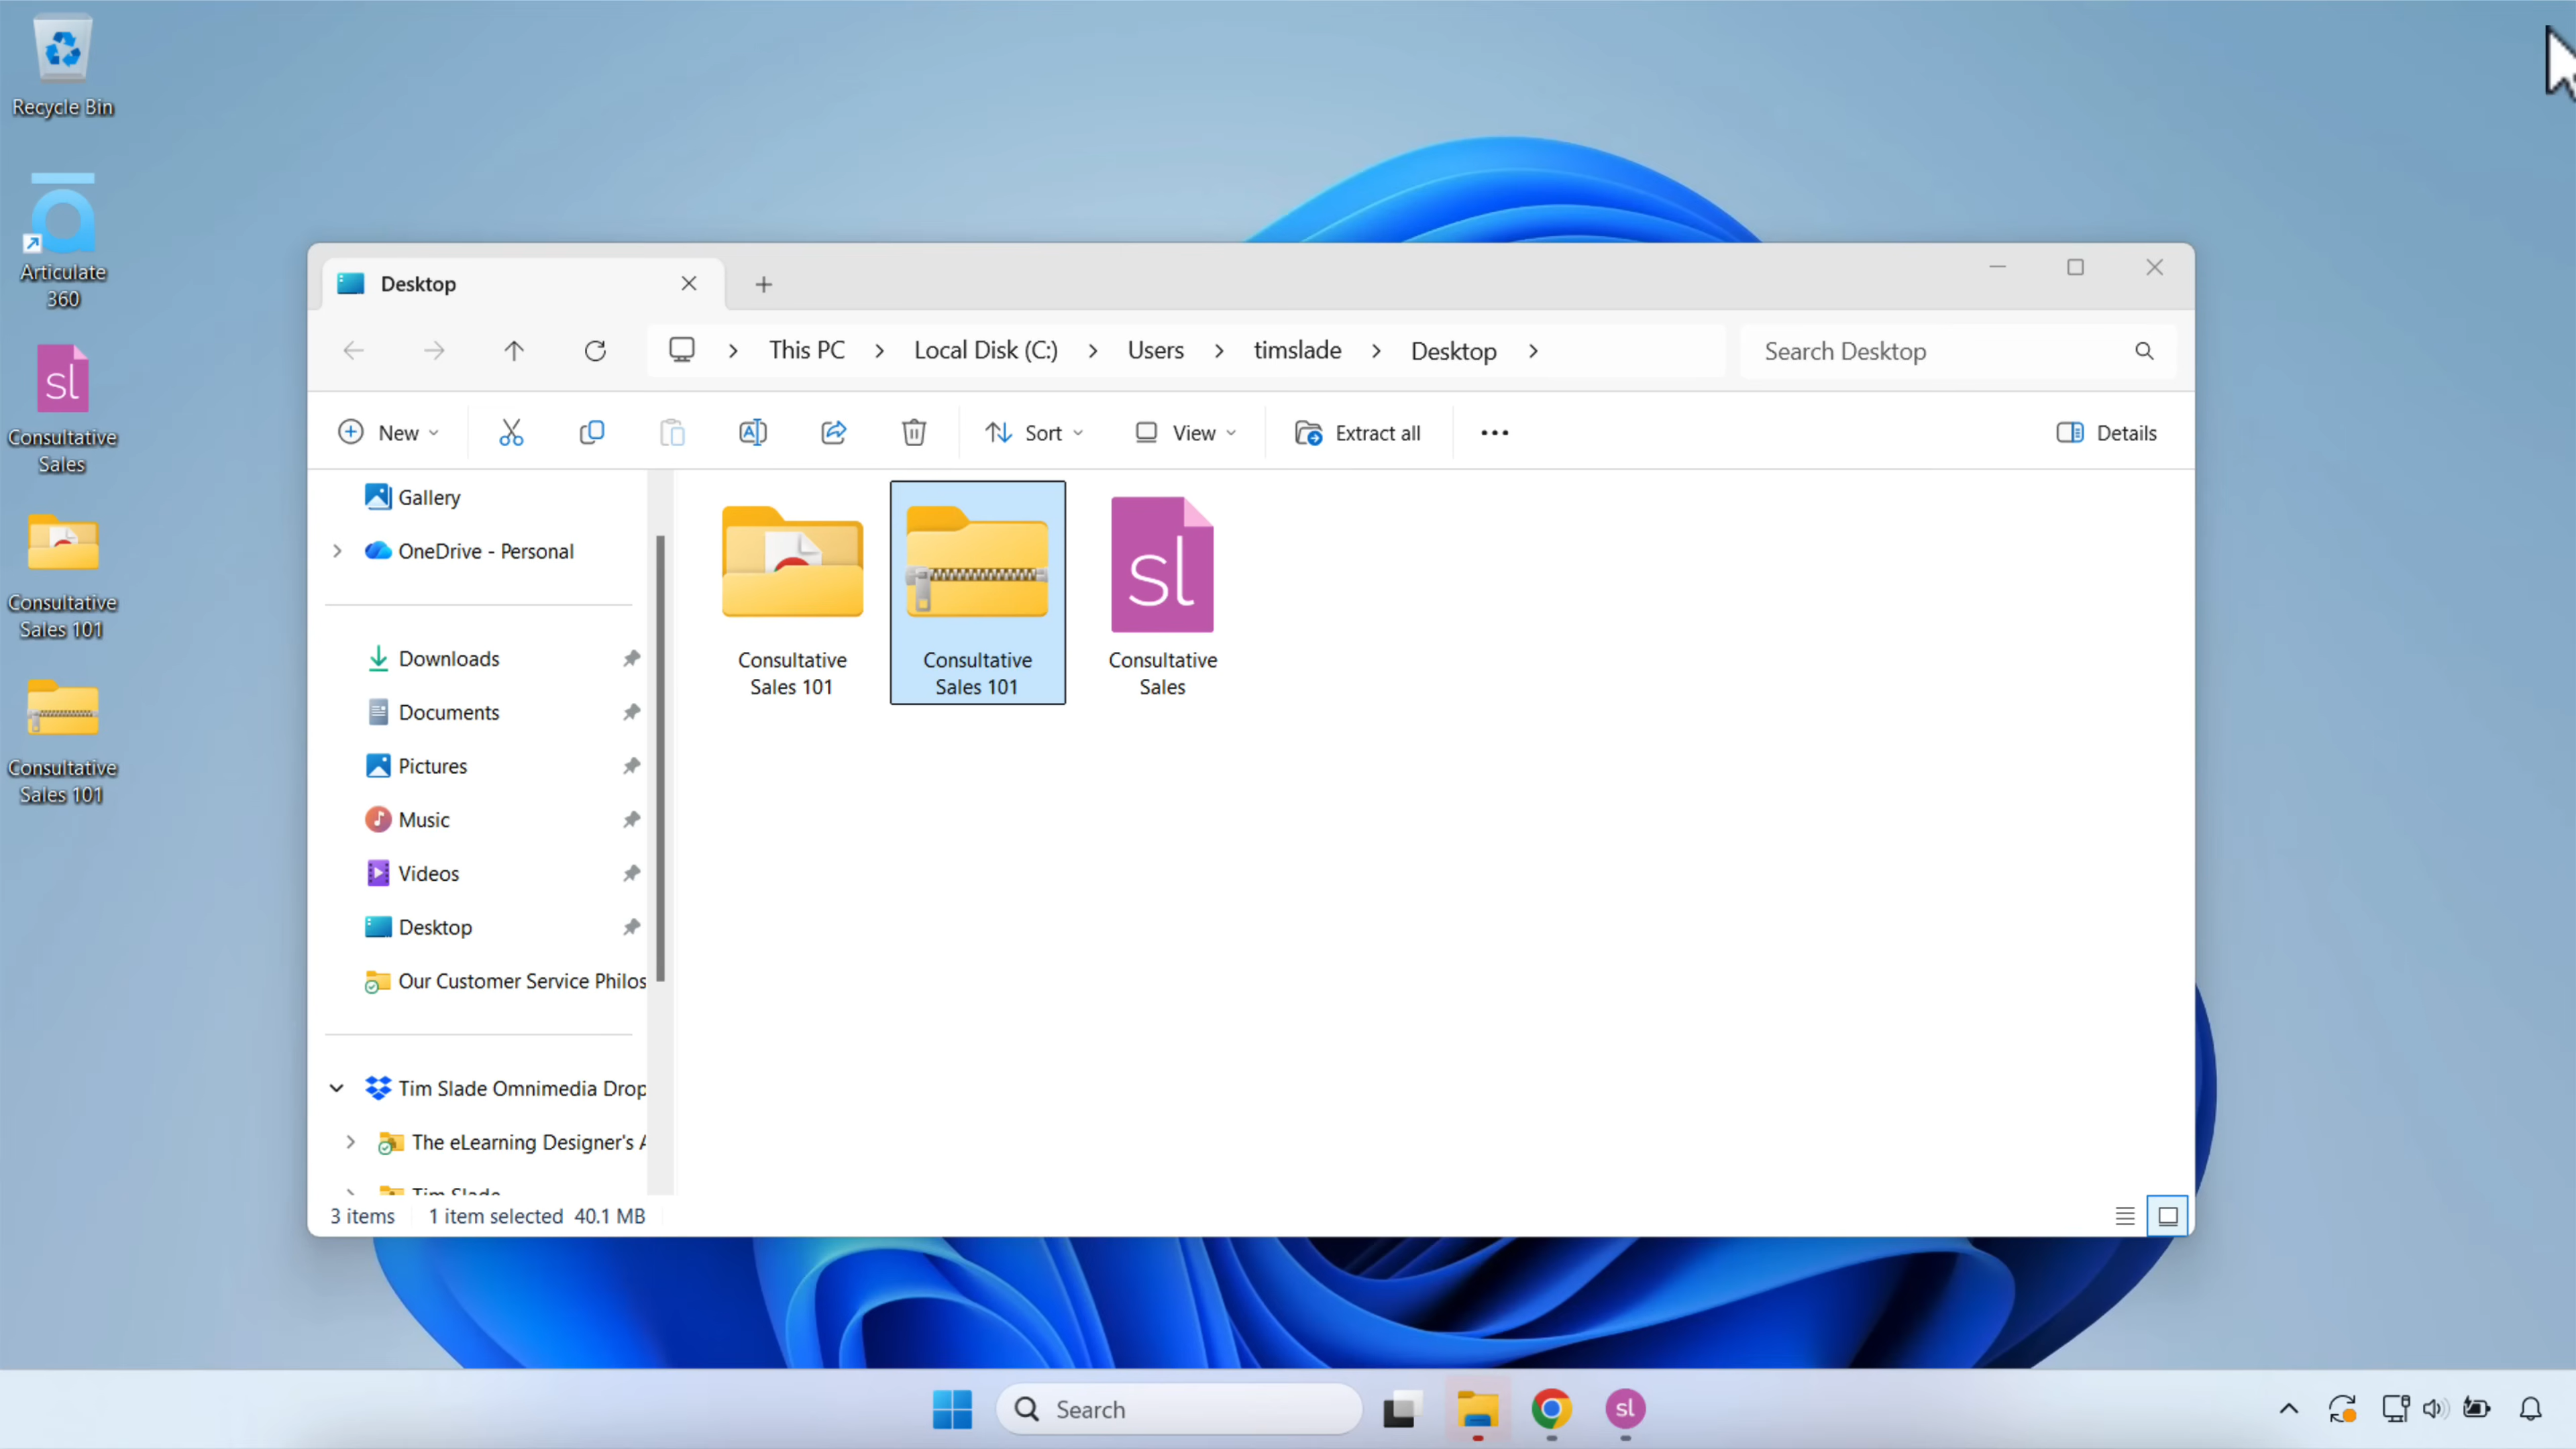 Recycle Bin
Articulate
360
sl
Consultative
Sales
Consultative
Sales 101
Consultative
Sales 101
Desktop
This PC > Local Disk (C:) > Users > timslade > Desktop >
Search Desktop
New
Sort
View
Extract all
Details
Gallery
OneDrive - Personal
Downloads
Documents
Pictures
Music
Videos
Desktop
Our Customer Service Philos
Tim Slade Omnimedia Drop
The eLearning Designer's A
Tim Slade
Consultative
Sales 101
Consultative
Sales 101
sl
Consultative
Sales
3 items
1 item selected 40.1 MB
Search
sl